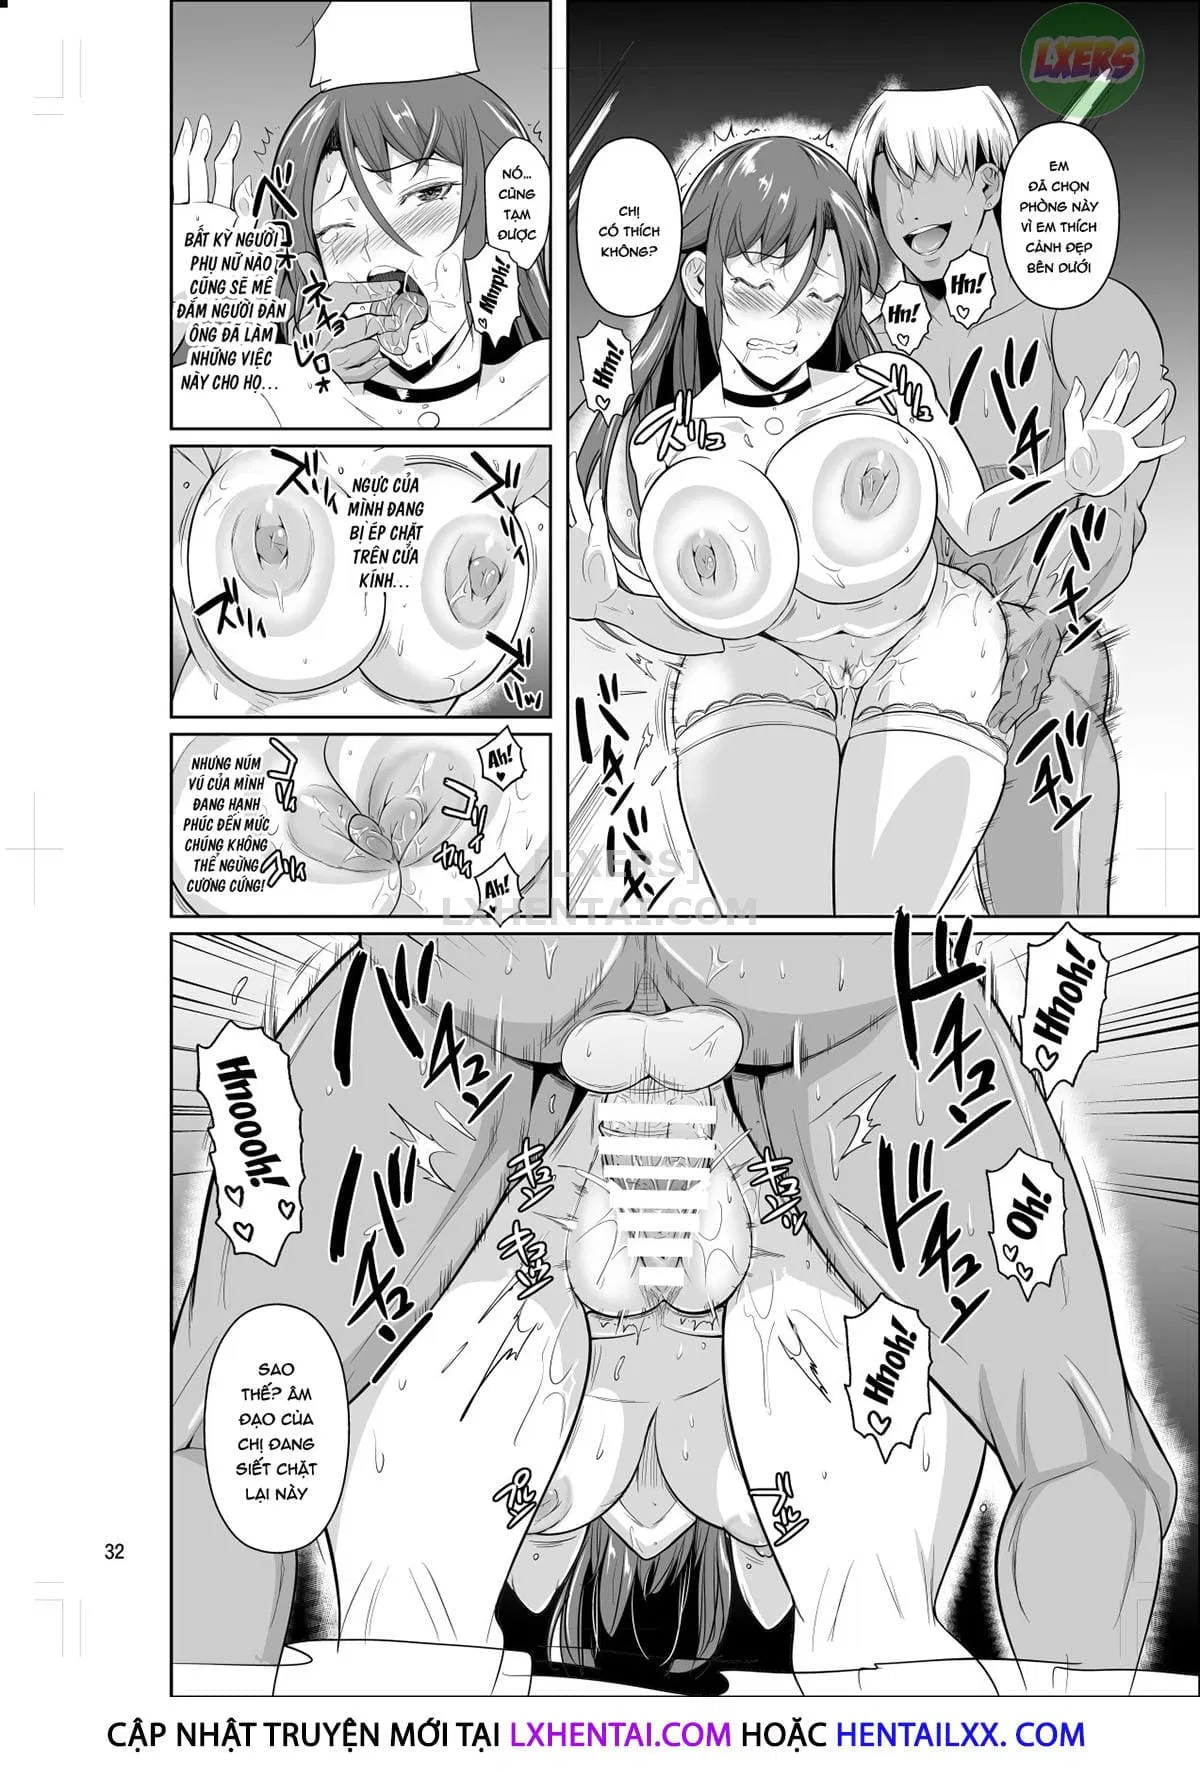 LXERS
EM
ĐÃ CHỌN
PHÒNG NÀY
VÌ EM THÍCH
CẢNH ĐẸP
BÊN DƯỚI
CHỊ
CÓ THÍCH
KHÔNG?
Hn!
Hn!
Hnn!
NÓ...
CŨNG
TẠM
ĐƯỢC
Mmph!
BẤT KỲ NGƯỜI
PHỤ NỮ NÀO
CŨNG SẼ MÊ
ĐẮM NGƯỜI ĐÀN
ÔNG ĐÃ LÀM
NHỮNG VIỆC
NÀY CHO HỌ...
NGỰC CỦA
MÌNH ĐANG
BỊ ÉP CHẶT
TRÊN CỬA
KÍNH...
NHƯNG NÚM
VÚ CỦA MÌNH
ĐANG HẠNH
PHÚC ĐẾN MỨC
CHÚNG KHÔNG
THỂ NGỪNG
CƯƠNG CỨNG!
Ah!
Ah!
[LXERS]
LXHENTAI.COM
Hnoh!
Oh!
Hnoh!
Hnoooh!
SAO
THẾ? ÂM
ĐẠO CỦA
CHỊ ĐANG
SIẾT CHẶT
LẠI NÀY
32
CẬP NHẬT TRUYỆN MỚI TẠI LXHENTAI.COM HOẶC HENTAILXX. COM